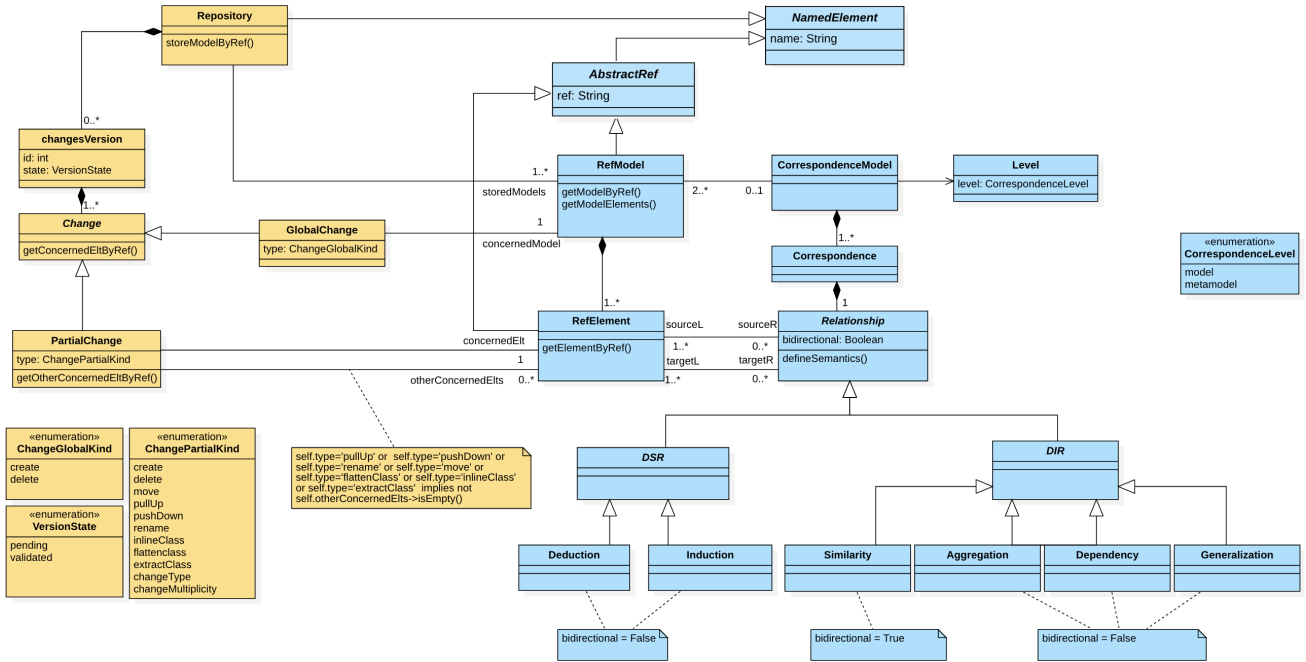 Repository
storeModelByRef()
NamedElement
name: String
AbstractRef
ref: String
0..*
changesVersion
id: int
state: VersionState
1..*
Change
getConcernedEltByRef()
GlobalChange
type: ChangeGlobalKind
1..*
storedModels
1
concernedModel
RefModel
getModelByRef()
getModelElements()
2..*
0..1
CorrespondenceModel
Level
level: CorrespondenceLevel
1..*
Correspondence
1
«enumeration»
CorrespondenceLevel
model
metamodel
1..*
PartialChange
type: ChangePartialKind
getOtherConcernedEltByRef()
concernedElt
1
otherConcernedElts
0..*
RefElement
getElementByRef()
sourceL
sourceR
1..*
0..*
targetL
targetR
1..*
0..*
Relationship
bidirectional: Boolean
defineSemantics()
«enumeration»
ChangeGlobalKind
create
delete
«enumeration»
VersionState
pending
validated
«enumeration»
ChangePartialKind
create
delete
move
pullUp
pushDown
rename
inlineClass
flattenclass
extractClass
changeType
changeMultiplicity
self.type='pullUp' or self.type='pushDown' or
self.type='rename' or self.type='move' or
self.type='flattenClass' or self.type='inlineClass'
or self.type='extractClass' implies not
self.otherConcernedElts->isEmpty()
DSR
DIR
Deduction
Induction
Similarity
Aggregation
Dependency
Generalization
bidirectional = False
bidirectional = True
bidirectional = False